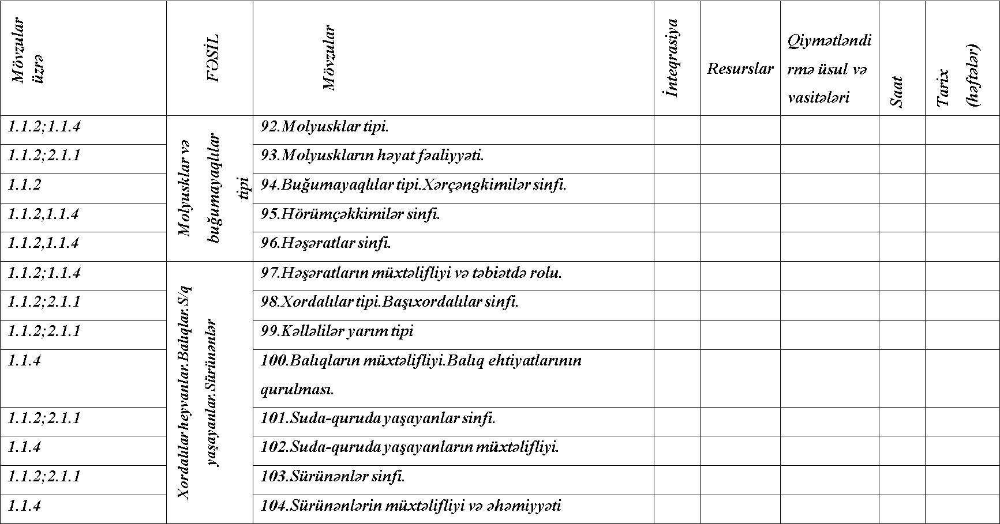 Mövzular
üzrə
FƏSİL
Mövzular
İnteqrasiya
Resurslar
Qiymətləndi
rmə üsul və
vasitələri
Saat
Tarix
(həftələr)
1.1.2;1.1.4
Molyusklar və
buğumayaqlılar
tipi
92.Molyusklar tipi.
1.1.2;2.1.1
93.Molyuskların həyat fəaliyyəti.
1.1.2
94.Buğumayaqlılar tipi.Xərçəngkimilər sinfi.
1.1.2,1.1.4
95.Hörümçəkkimilər sinfi.
1.1.2,1.1.4
96.Həşəratlar sinfi.
1.1.2;1.1.4
Xordalılar heyvanlar.Balıqlar.S/q
yaşayanlar.Sürünənlər
97.Həşəratların müxtəlifliyi və təbiətdə rolu.
1.1.2;2.1.1
98.Xordalılar tipi.Başıxordalılar sinfi.
1.1.2;2.1.1
99.Kəlləlilər yarım tipi
1.1.4
100.Balıqların müxtəlifliyi.Balıq ehtiyatlarının
qurulması.
1.1.2;2.1.1
101.Suda-quruda yaşayanlar sinfi.
1.1.4
102.Suda-quruda yaşayanların müxtəlifliyi.
1.1.2;2.1.1
103.Sürünənlər sinfi.
1.1.4
104.Sürünənlərin müxtəlifliyi və əhəmiyyəti